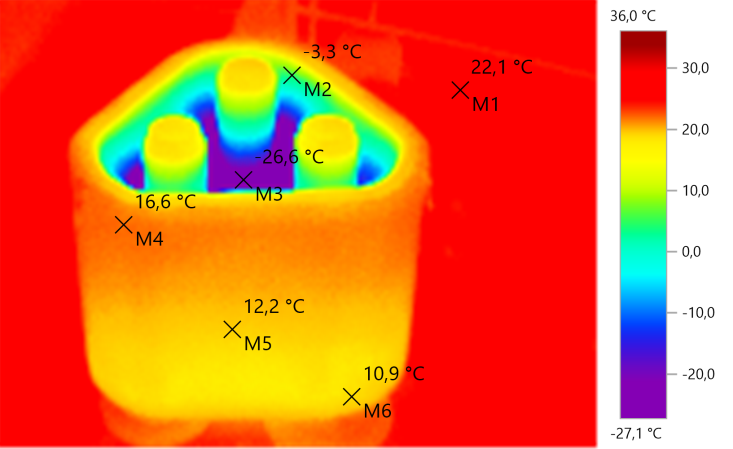 36,0 °C
-3,3 °C
M2
22,1 °C
M1
30,0
20,0
-26,6 °C
M3
16,6 °C
M4
10,0
0,0
12,2 °C
M5
-10,0
10,9 °C
M6
-20,0
-27,1 °C